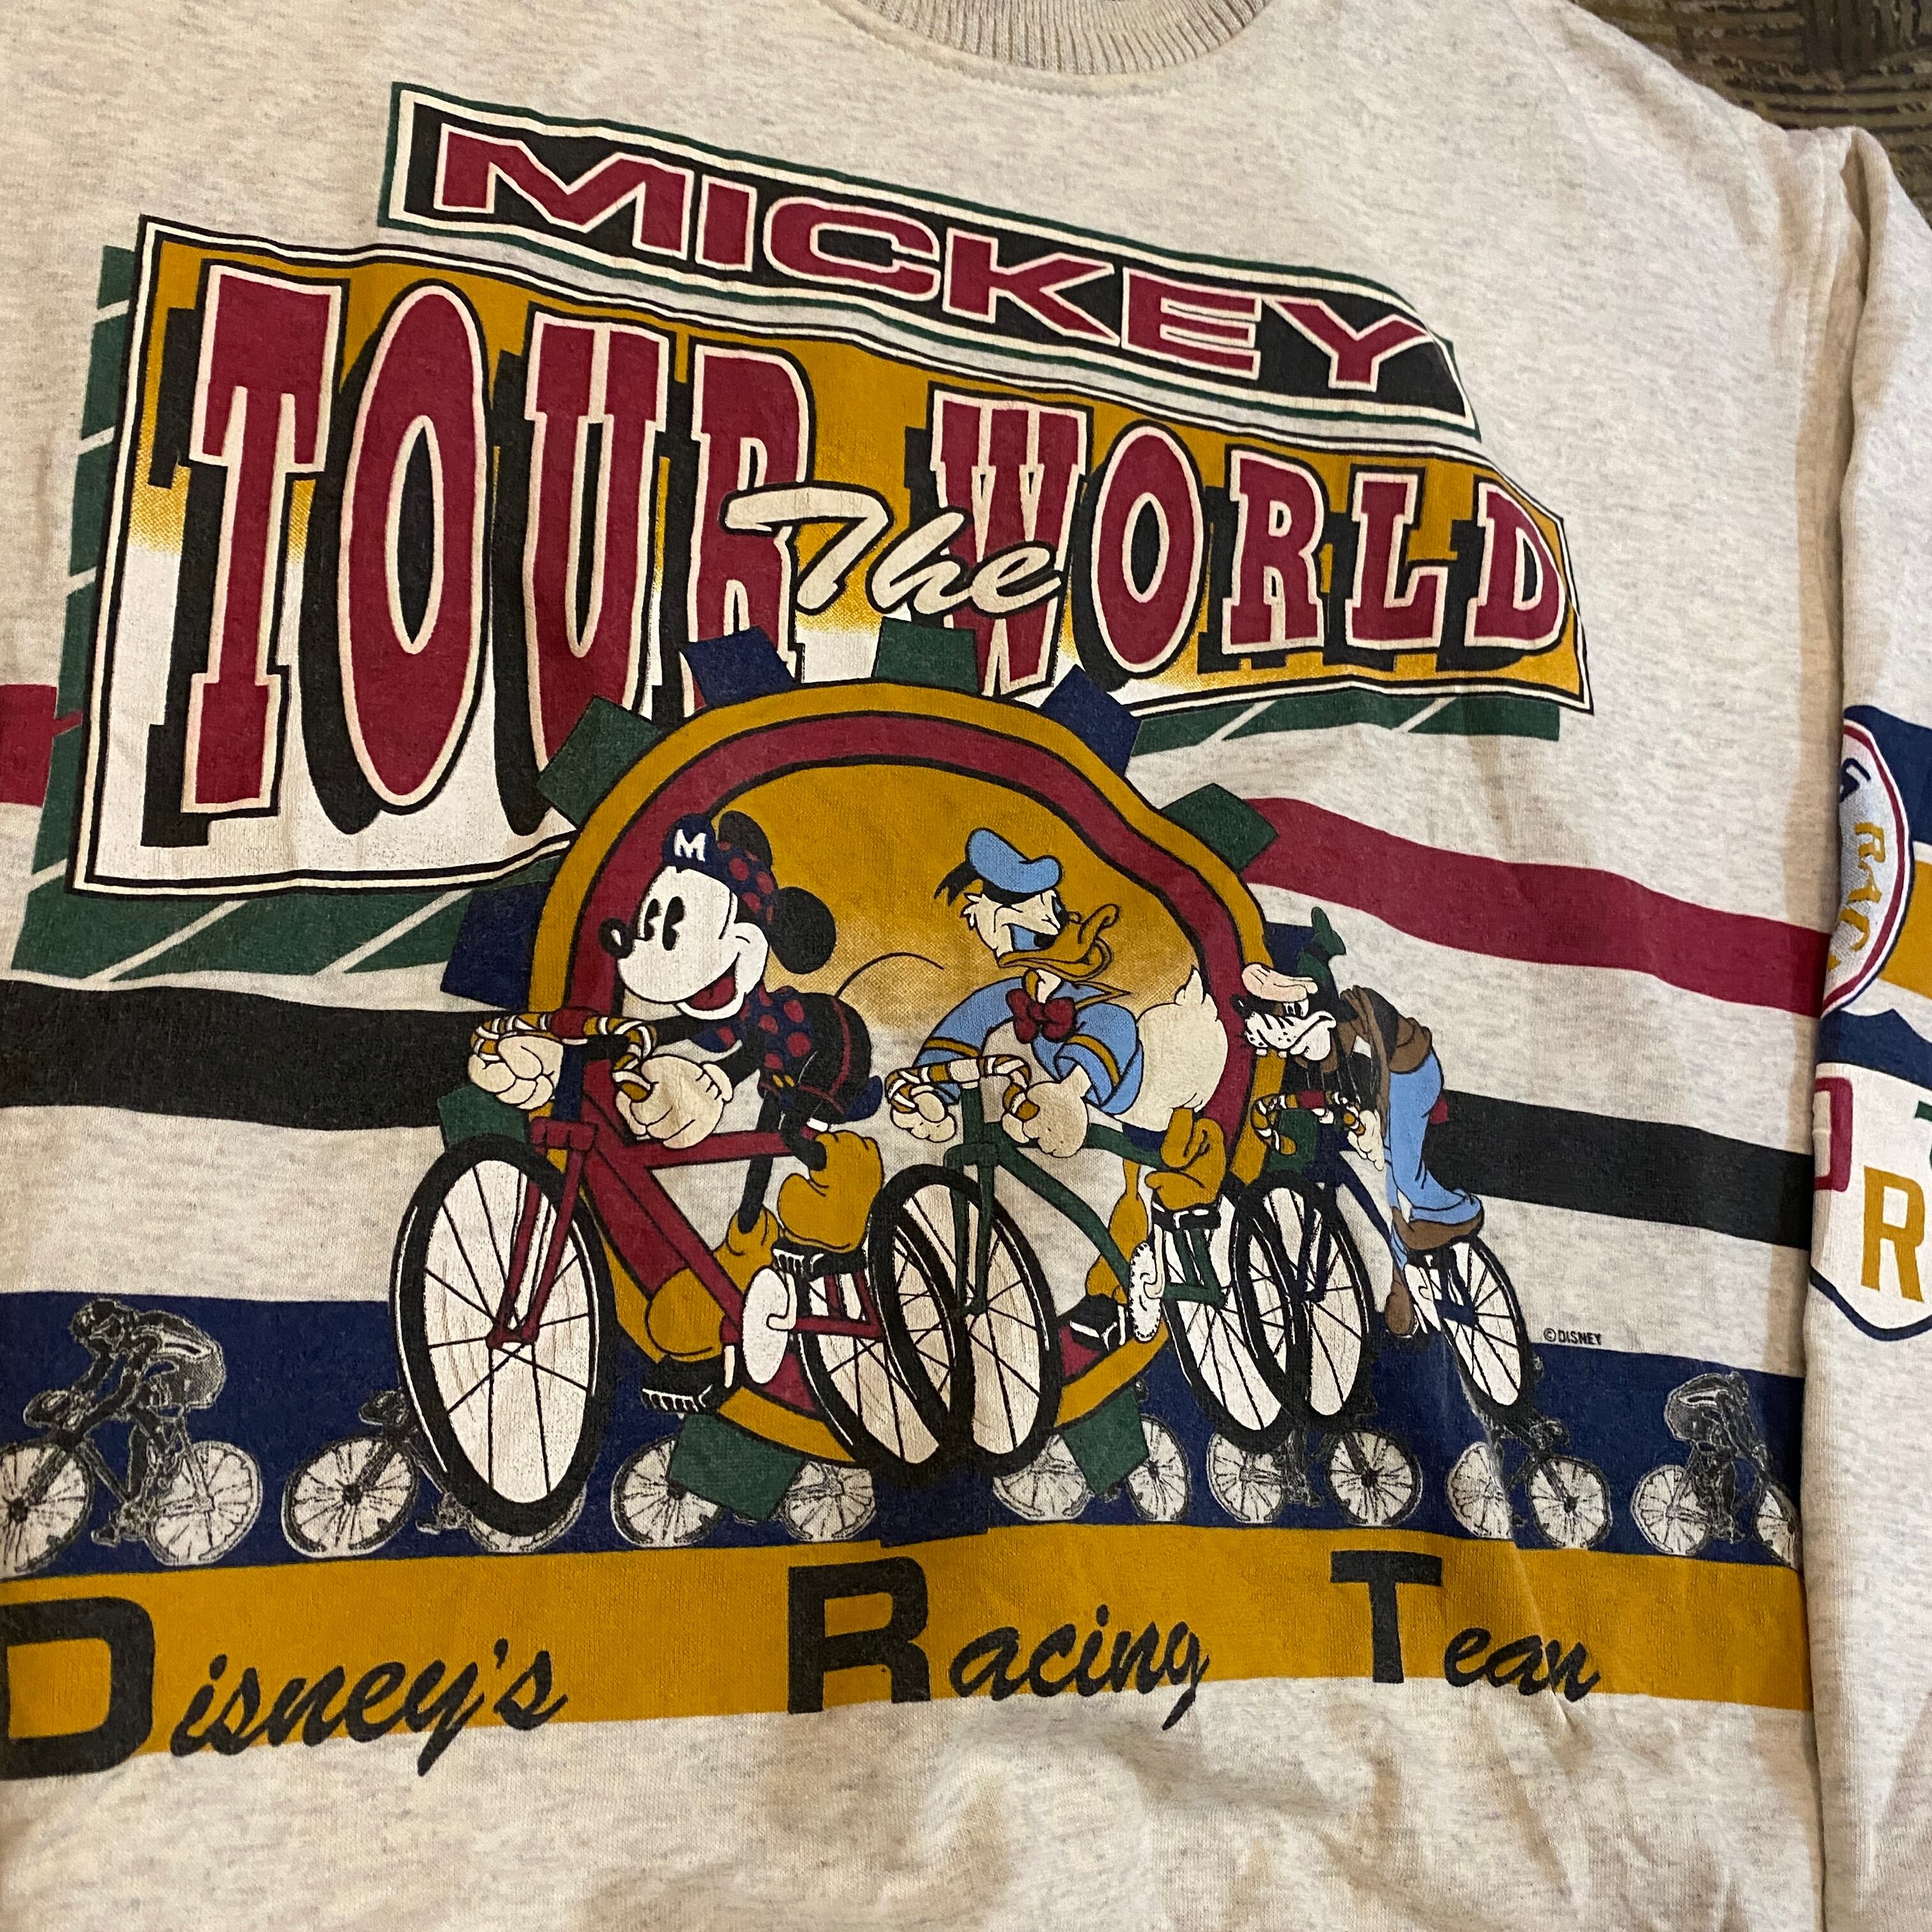 MICKEY
TOUR The WORLD
M
©DISNEY
Disney's Racing Team
R